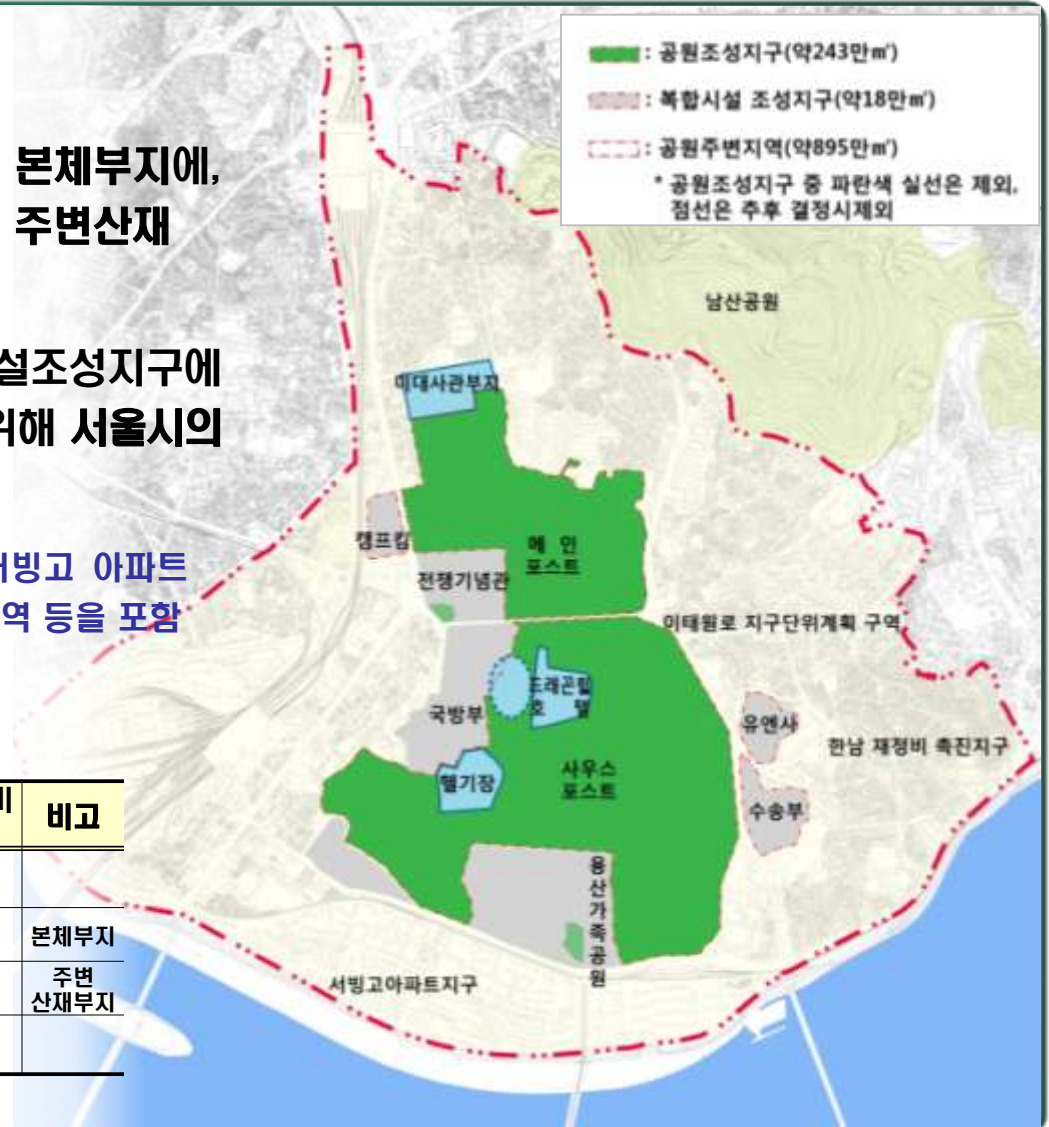 본체부지에,
주변산재
설조성지구에
위해 서울시의
서빙고 아파트
역 등을 포함
비고
본체부지
주변
산재부지
: 공원조성지구(약243만㎡)
: 복합시설 조성지구(약18만㎡)
: 공원주변지역(약895만㎡)
* 공원조성지구 중 파란색 실선은 제외,
점선은 추후 결정시제외
남산공원
미대사관부지
캠프킴
메 인
포스트
전쟁기념관
이태원로 지구단위계획 구역
드래곤힐
호 텔
국방부
유엔사
한남 재정비 촉진지구
헬기장
사우스
포스트
수송부
용산가족공원
서빙고아파트지구